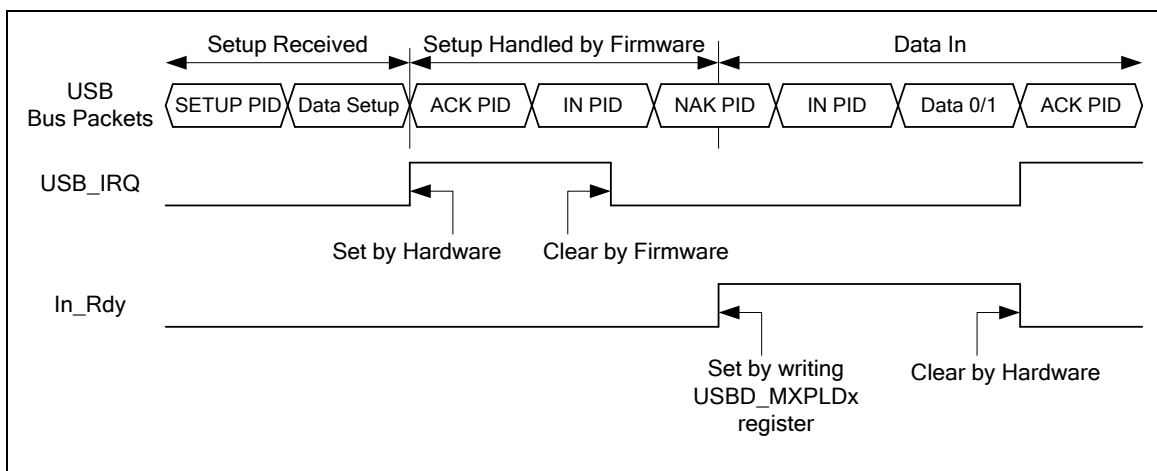 Setup Received
Setup Handled by Firmware
Data In
USB
Bus Packets
SETUP PID
Data Setup
ACK PID
IN PID
NAK PID
IN PID
Data 0/1
ACK PID
USB_IRQ
Set by Hardware
Clear by Firmware
In_Rdy
Set by writing
USBD_MXPLDx
register
Clear by Hardware